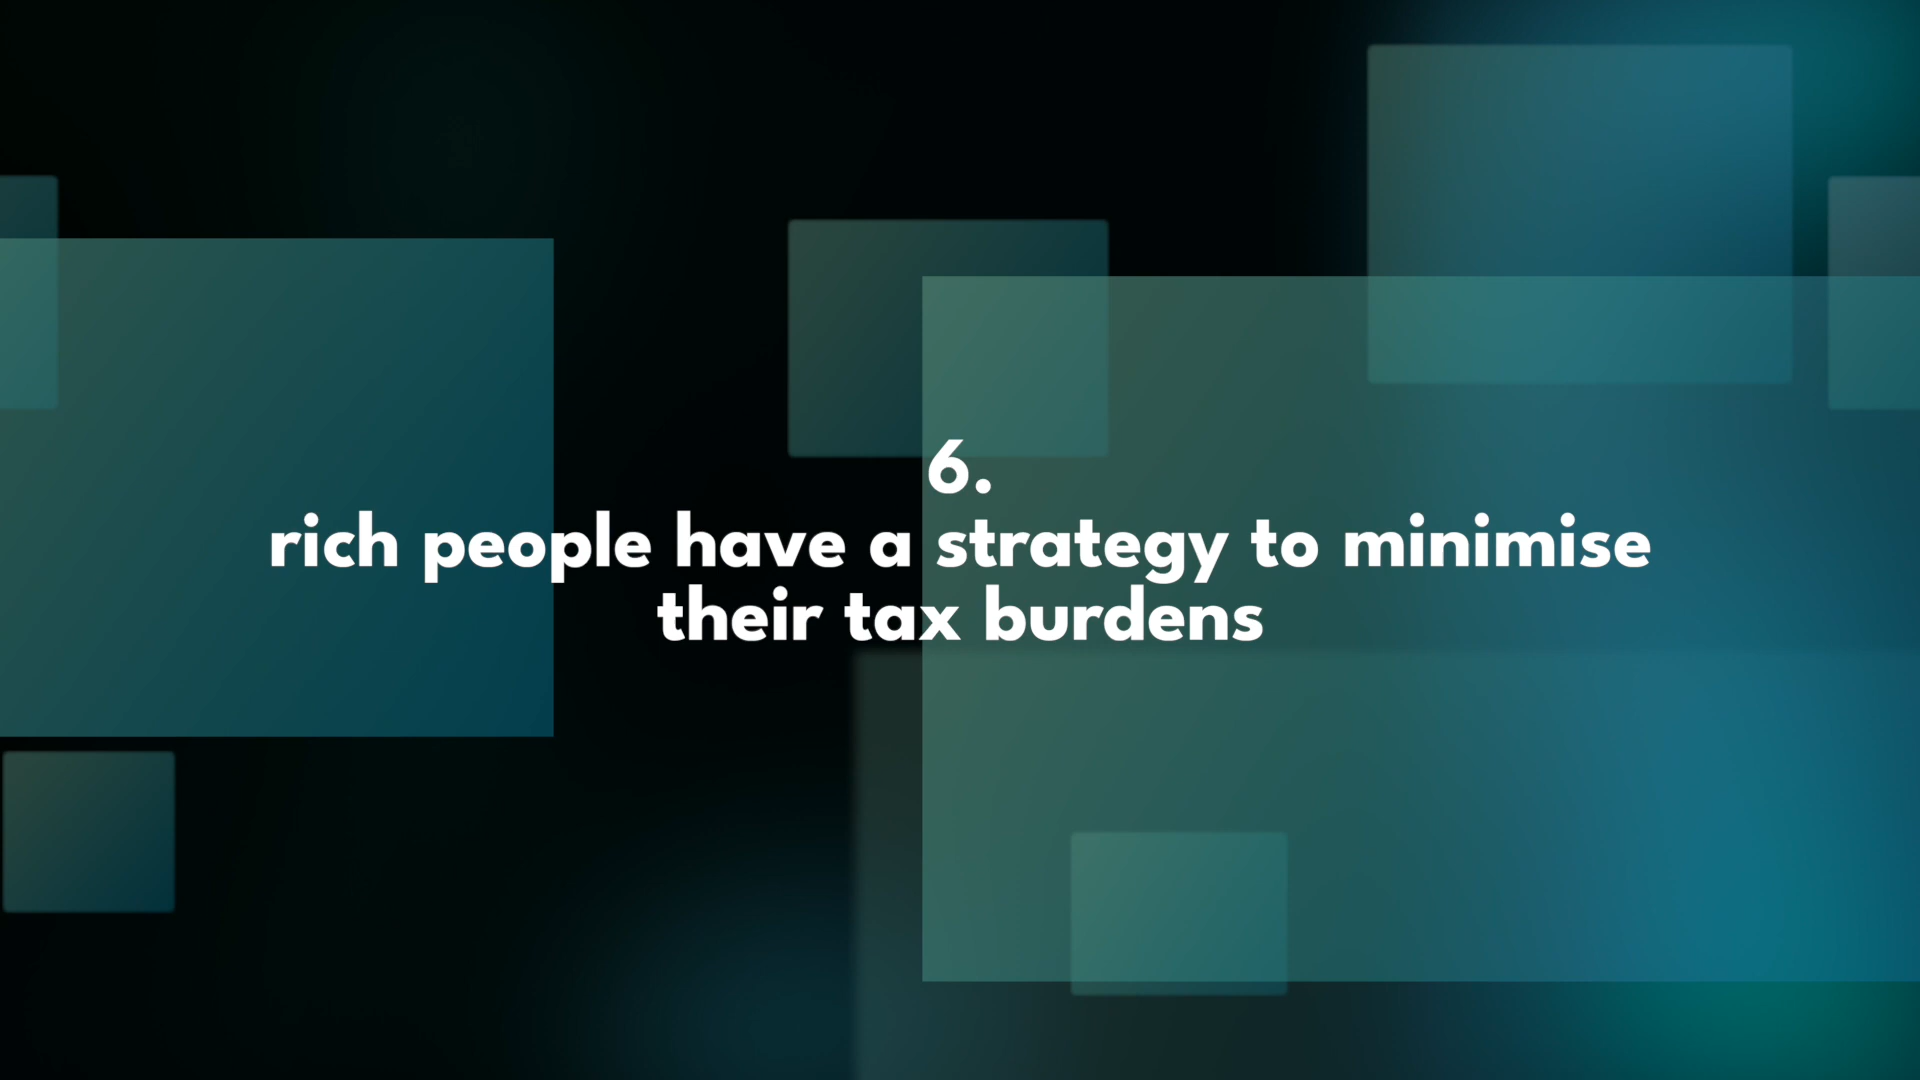 6.
rich people have a strategy to minimise
their tax burdens